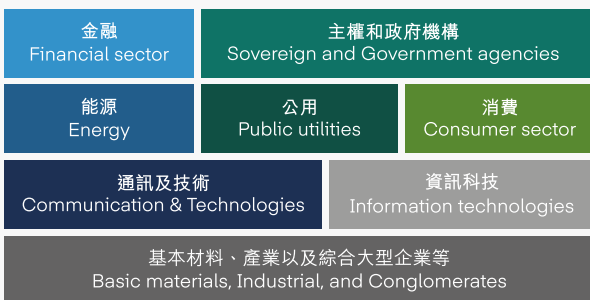 金融
Financial sector
主權和政府機構
Sovereign and Government agencies
能源
Energy
公用
Public utilities
消費
Consumer sector
通訊及技術
Communication & Technologies
資訊科技
Information technologies
基本材料、產業以及綜合大型企業等
Basic materials, Industrial, and Conglomerates